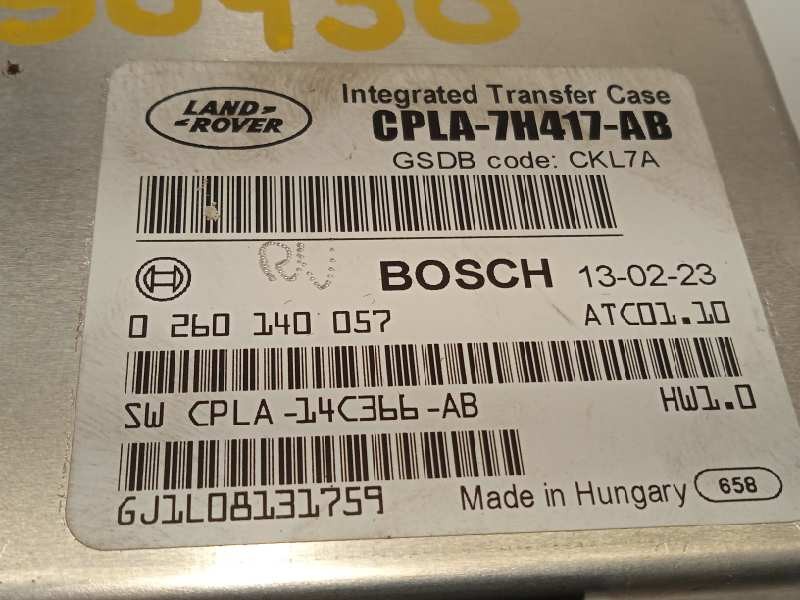 LAND
ROVER
Integrated Transfer Case
CPLA-7H417-AB
GSDB code: CKL7A
BOSCH 13-02-23
0 260 140 057 ATC01.10
SW CPLA-14C366-AB HW1.0
GJ1L08131759 Made in Hungary 658